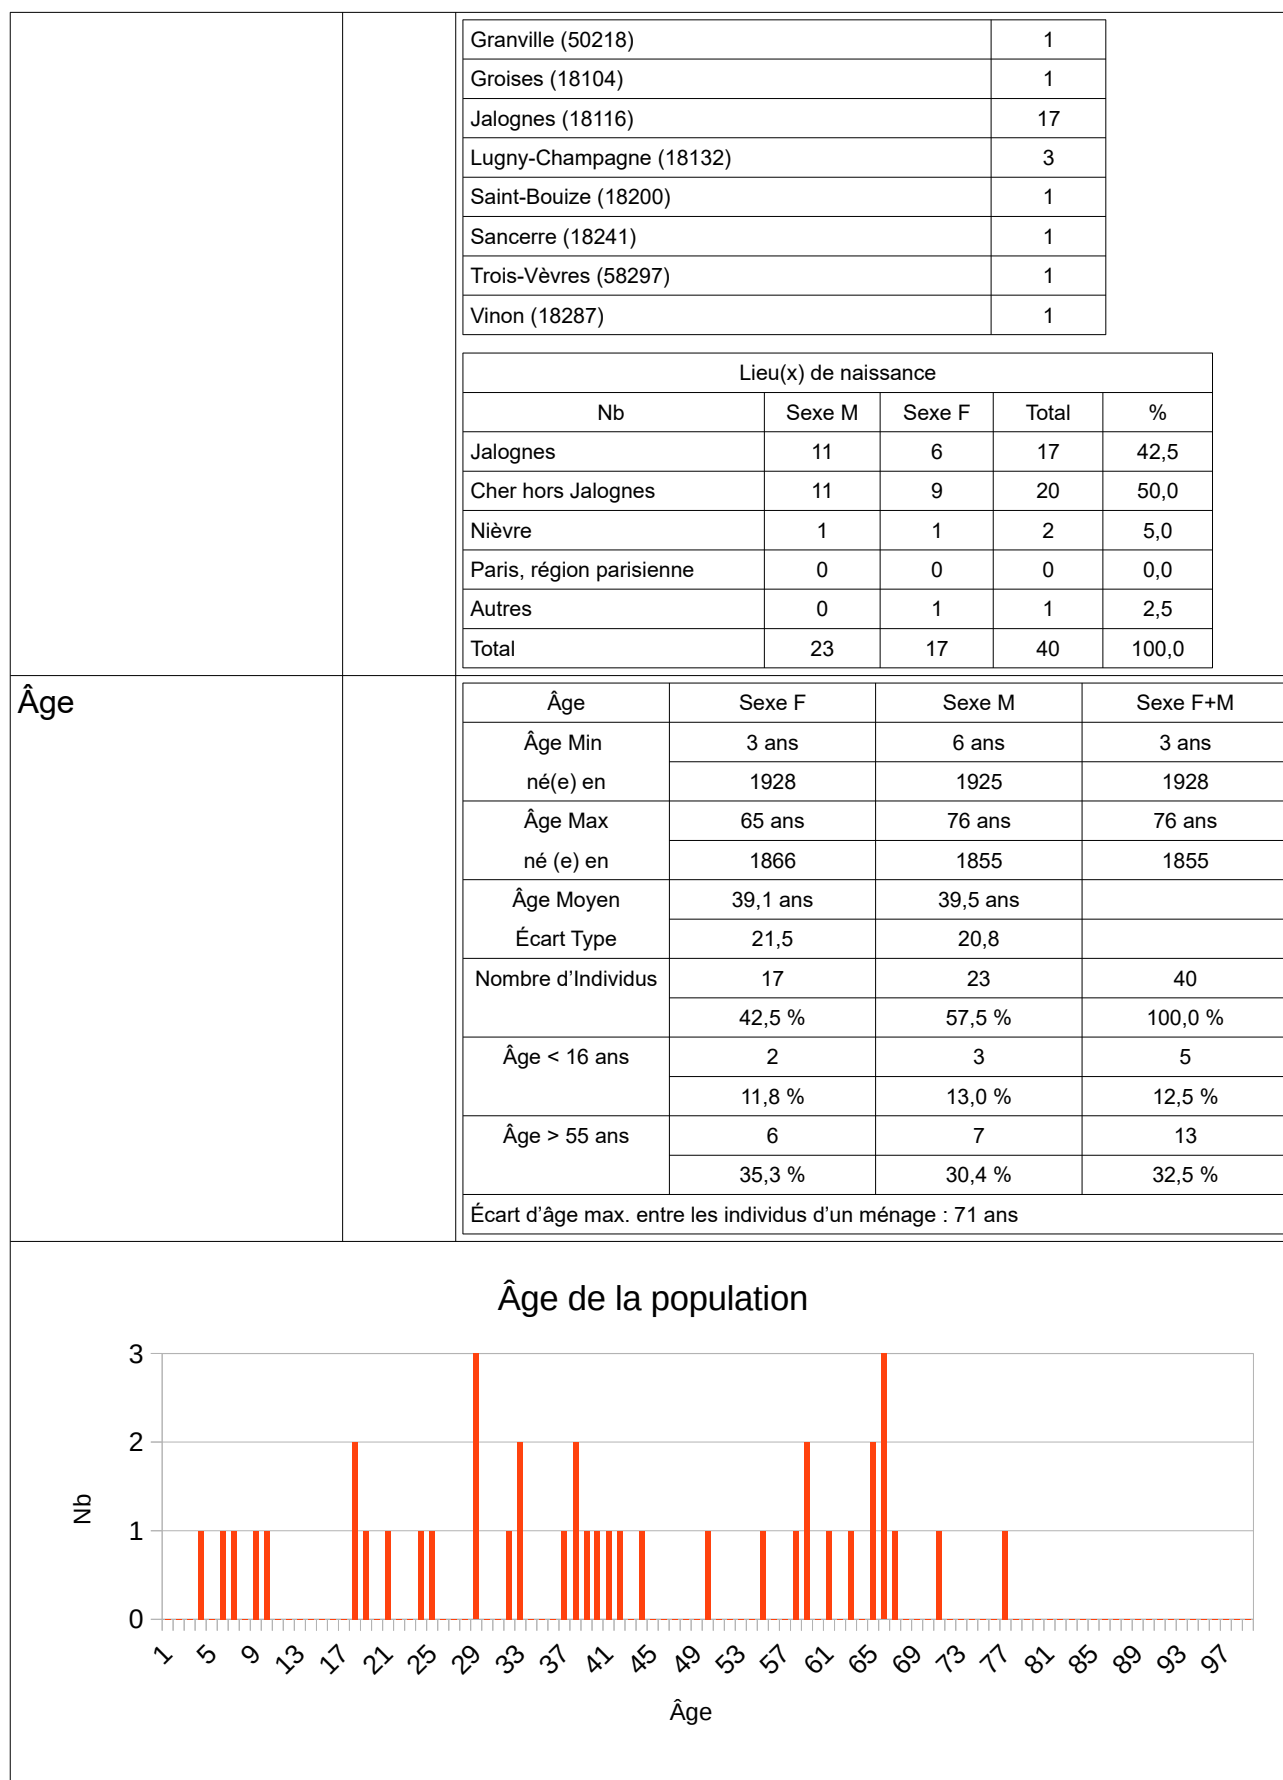 Granville (50218) 1
Groises (18104) 1
Jalognes (18116) 17
Lugny-Champagne (18132) 3
Saint-Bouize (18200) 1
Sancerre (18241) 1
Trois-Vèvres (58297) 1
Vinon (18287) 1
Lieu(x) de naissance
Nb Sexe M Sexe F Total %
Jalognes 11 6 17 42,5
Cher hors Jalognes 11 9 20 50,0
Nièvre 1 1 2 5,0
Paris, région parisienne 0 0 0 0,0
Autres 0 1 1 2,5
Total 23 17 40 100,0
Âge
Âge Sexe F Sexe M Sexe F+M
Âge Min 3 ans 6 ans 3 ans
né(e) en 1928 1925 1928
Âge Max 65 ans 76 ans 76 ans
né (e) en 1866 1855 1855
Âge Moyen 39,1 ans 39,5 ans
Écart Type 21,5 20,8
Nombre d’Individus 17 23 40
42,5 % 57,5 % 100,0 %
Âge < 16 ans 2 3 5
11,8 % 13,0 % 12,5 %
Âge > 55 ans 6 7 13
35,3 % 30,4 % 32,5 %
Écart d’âge max. entre les individus d’un ménage : 71 ans
Âge de la population
3
2
1
0
Nb
1 5 9 13 17 21 25 29 33 37 41 45 49 53 57 61 65 69 73 77 81 85 89 93 97
Âge